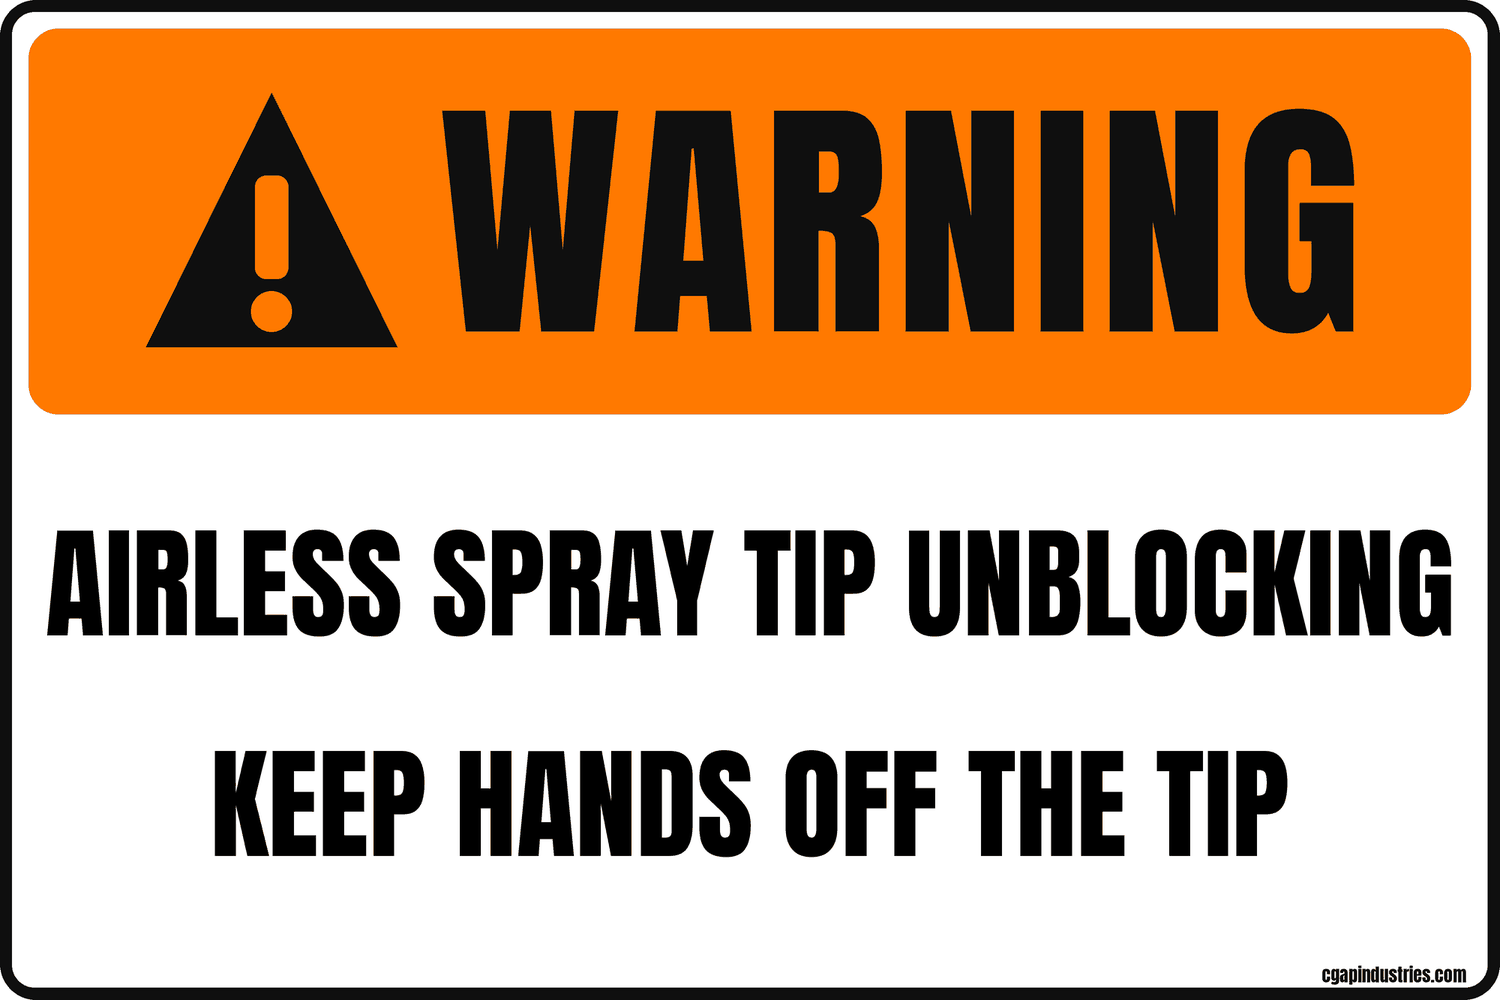 WARNING
AIRLESS SPRAY TIP UNBLOCKING
KEEP HANDS OFF THE TIP
cgapindustries.com